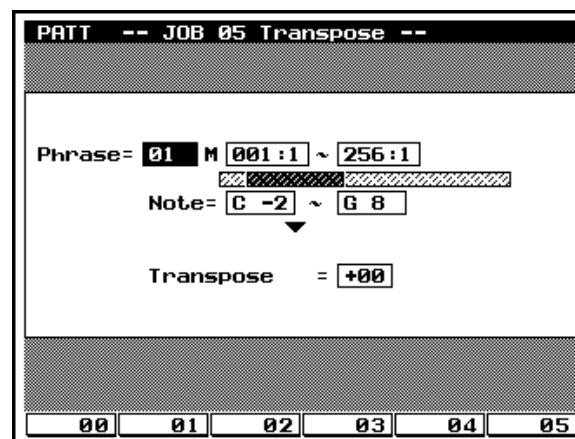 PATT -- JOB 05 Transpose --
Phrase= 01 M 001:1 ~ 256:1
Note= C -2 ~ G 8
Transpose = +00
00 01 02 03 04 05